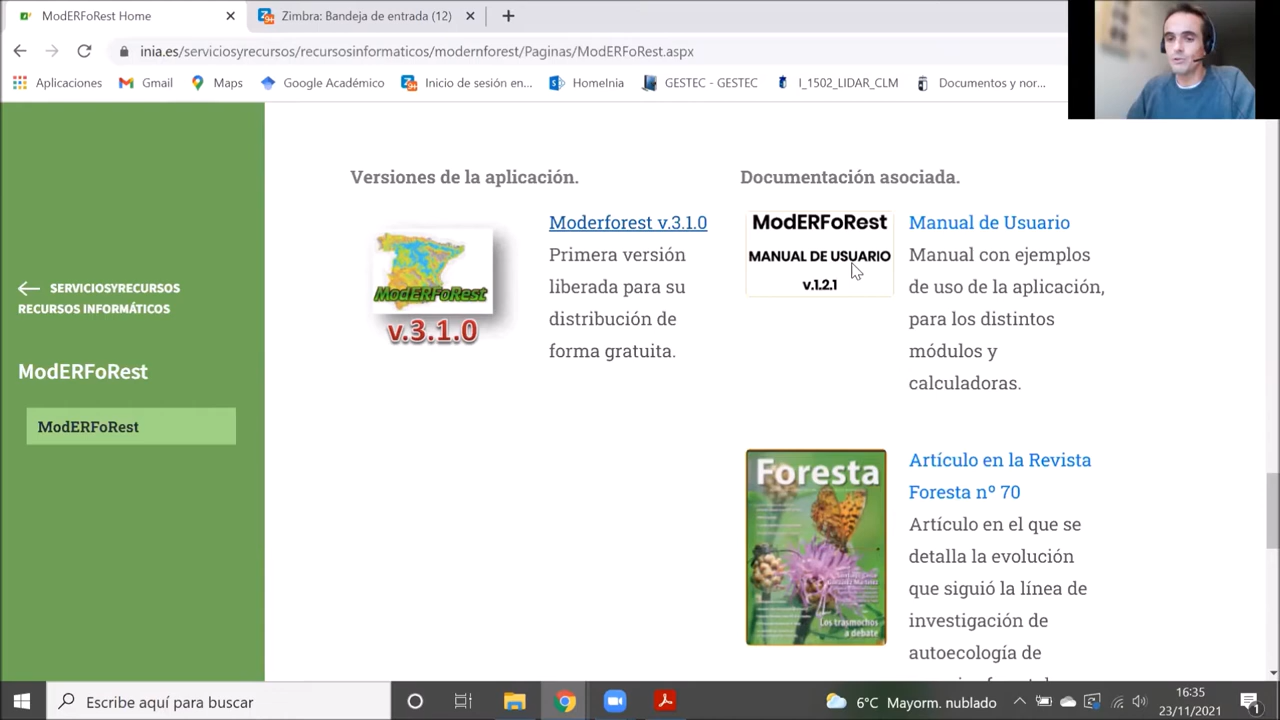 ModERFoRest Home
Zimbra: Bandeja de entrada (12)
inia.es/serviciosyrecursos/recursosinformaticos/modernforest/Paginas/ModERFoRest.aspx
Aplicaciones
Gmail
Maps
Google Académico
Inicio de sesión en...
HomeInia
GESTEC - GESTEC
I_1502_LIDAR_CLM
Documentos y nor...
SERVICIOSYRECURSOS
RECURSOS INFORMÁTICOS
ModERFoRest
ModERFoRest
Versiones de la aplicación.
ModERFoRest
v.3.1.0
Moderforest v.3.1.0
Primera versión
liberada para su
distribución de
forma gratuita.
Documentación asociada.
ModERFoRest
MANUAL DE USUARIO
v.1.2.1
Manual de Usuario
Manual con ejemplos
de uso de la aplicación,
para los distintos
módulos y
calculadoras.
Foresta
Los trasmochos
a debate
Artículo en la Revista
Foresta nº 70
Artículo en el que se
detalla la evolución
que siguió la línea de
investigación de
autoecología de
Escribe aquí para buscar
6°C Mayorm. nublado
16:35
23/11/2021
1